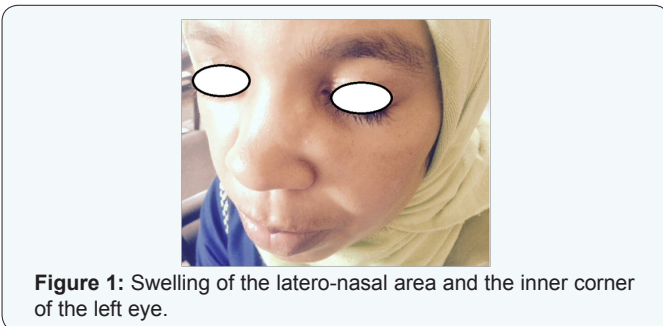 Figure 1: Swelling of the latero-nasal area and the inner corner
of the left eye.